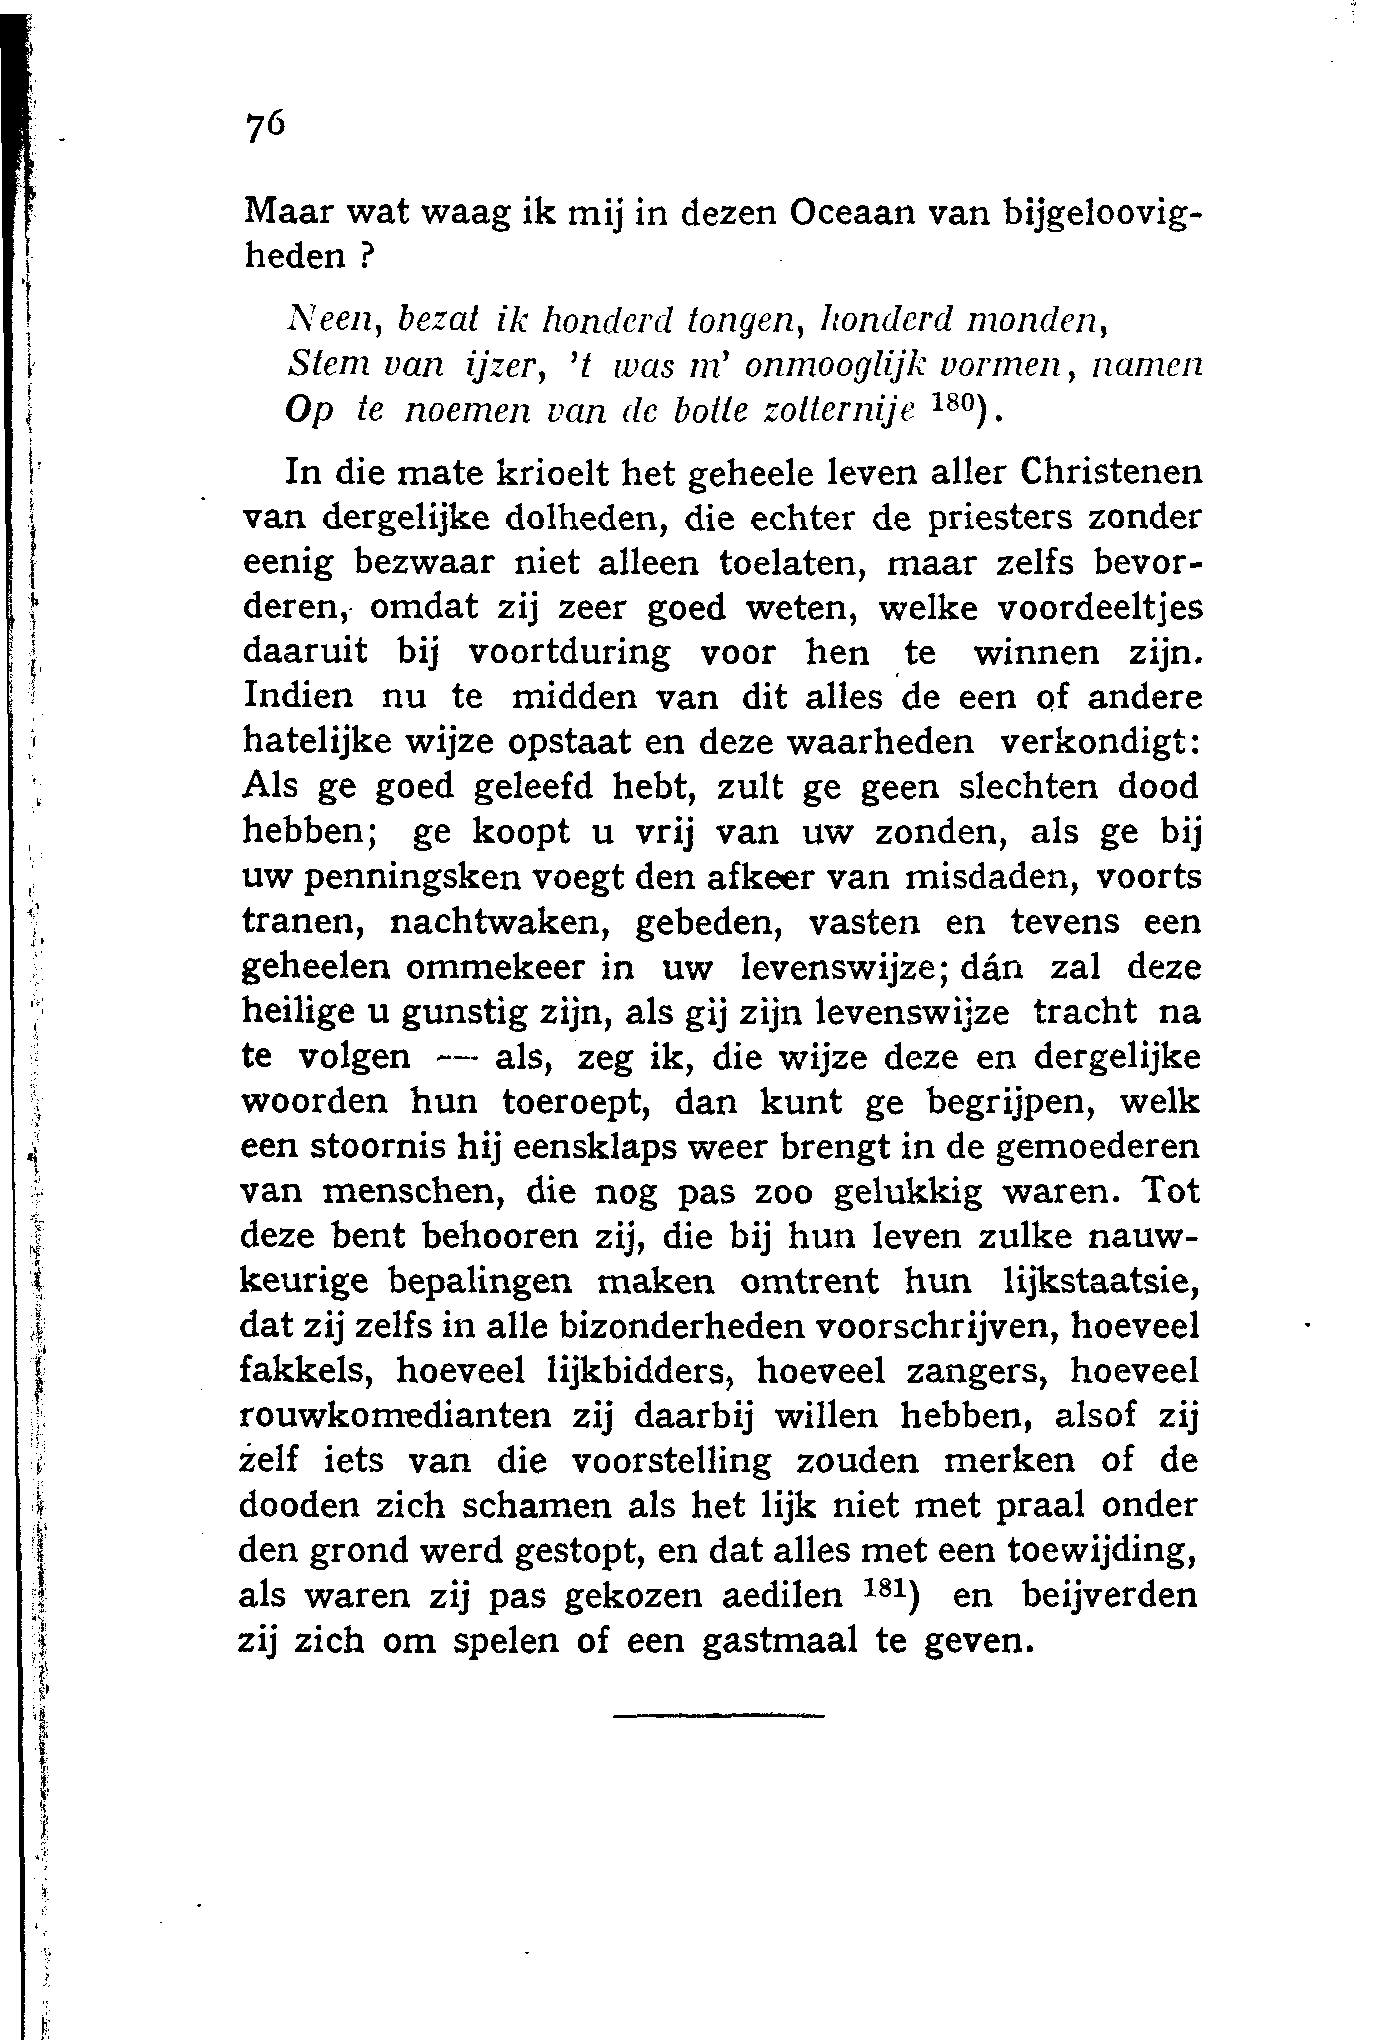 76
Maar wat waag ik mij in dezen Oceaan van bijgeloovig-
heden ?
Neen, bezat ik honderd tongen, honderd monden,
Stem van ijzer, 't was m' onmooglijk vormen, namen
Op te noemen van de botte zotternije 180).
In die mate krioelt het geheele leven aller Christenen
van dergelijke dolheden, die echter de priesters zonder
eenig bezwaar niet alleen toelaten, maar zelfs bevor-
deren, omdat zij zeer goed weten, welke voordeeltjes
daaruit bij voortduring voor hen te winnen zijn.
Indien nu te midden van dit alles de een of andere
hatelijke wijze opstaat en deze waarheden verkondigt:
Als ge goed geleefd hebt, zult ge geen slechten dood
hebben; ge koopt u vrij van uw zonden, als ge bij
uw penningsken voegt den afkeer van misdaden, voorts
tranen, nachtwaken, gebeden, vasten en tevens een
geheelen ommekeer in uw levenswijze; dán zal deze
heilige u gunstig zijn, als gij zijn levenswijze tracht na
te volgen — als, zeg ik, die wijze deze en dergelijke
woorden hun toeroept, dan kunt ge begrijpen, welk
een stoornis hij eensklaps weer brengt in de gemoederen
van menschen, die nog pas zoo gelukkig waren. Tot
deze bent behooren zij, die bij hun leven zulke nauw-
keurige bepalingen maken omtrent hun lijkstaatsie,
dat zij zelfs in alle bizonderheden voorschrijven, hoeveel
fakkels, hoeveel lijkbidders, hoeveel zangers, hoeveel
rouwkomedianten zij daarbij willen hebben, alsof zij
zelf iets van die voorstelling zouden merken of de
dooden zich schamen als het lijk niet met praal onder
den grond werd gestopt, en dat alles met een toewijding,
als waren zij pas gekozen aedilen 181) en beijverden
zij zich om spelen of een gastmaal te geven.